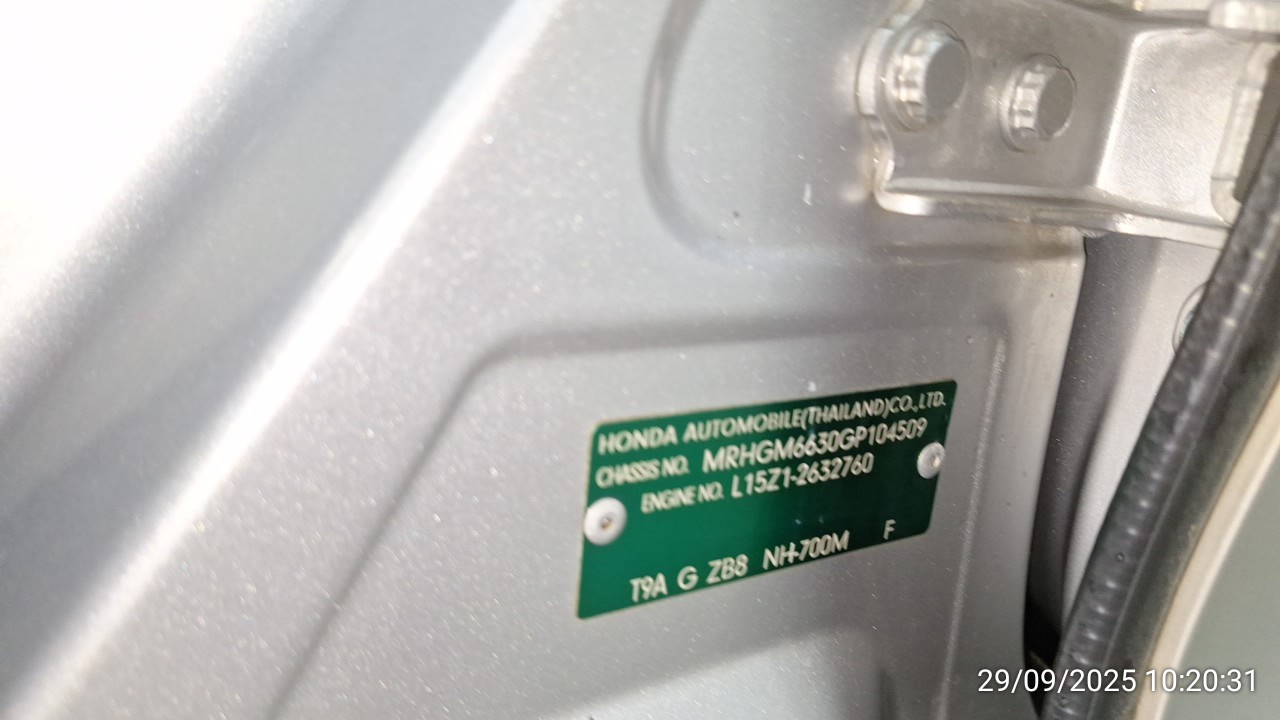 HONDA AUTOMOBILE(THAILAND)CO.,LTD.
CHASSIS NO. MRHGM6630GP104509
ENGINE NO. L15Z1-2632760
T9A G ZB8 NH-700M F
29/09/2025 10:20:31